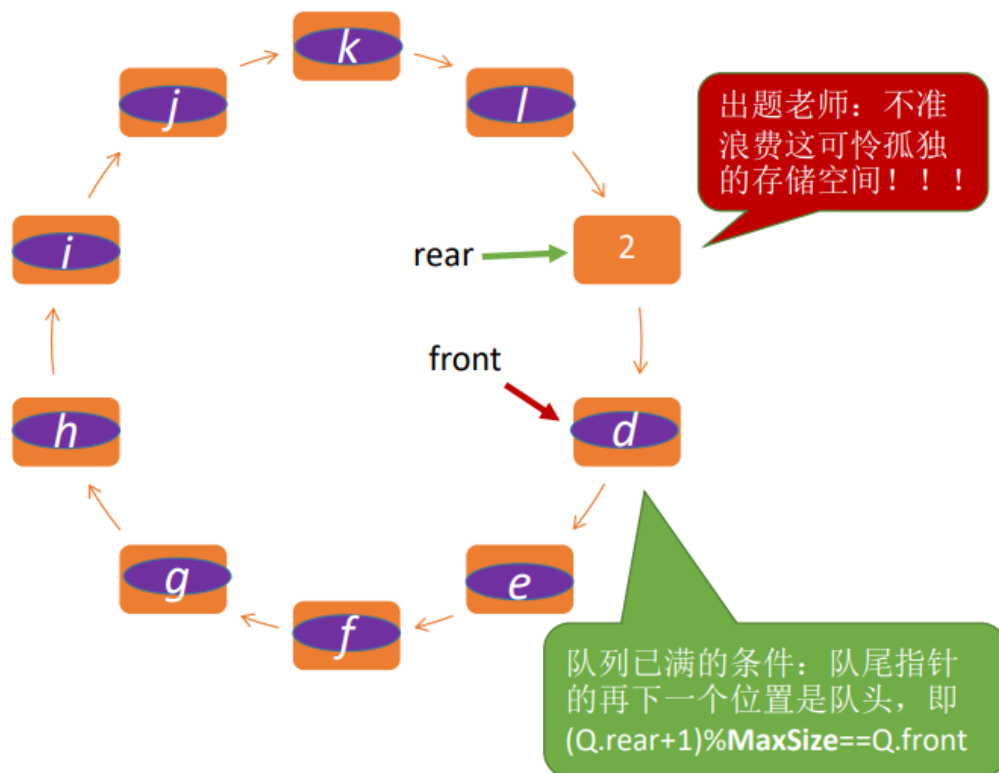 k
j
l
出题老师：不准
浪费这可怜孤独
的存储空间！！！
i
rear
2
front
h
d
g
e
f
队列已满的条件：队尾指针
的再下一个位置是队头，即
(Q.rear+1)%MaxSize==Q.front